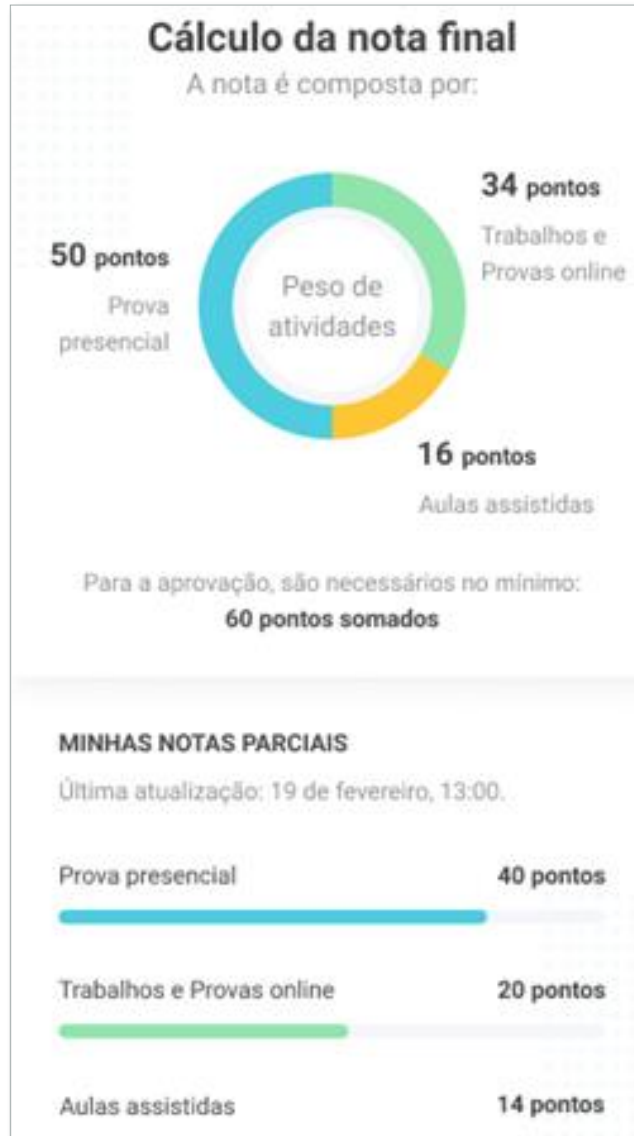 Cálculo da nota final
A nota é composta por:
34 pontos
Trabalhos e
Provas online
50 pontos
Prova
presencial
Peso de
atividades
16 pontos
Aulas assistidas
Para a aprovação, são necessários no mínimo:
60 pontos somados
MINHAS NOTAS PARCIAIS
Última atualização: 19 de fevereiro, 13:00.
Prova presencial 40 pontos
Trabalhos e Provas online 20 pontos
Aulas assistidas 14 pontos